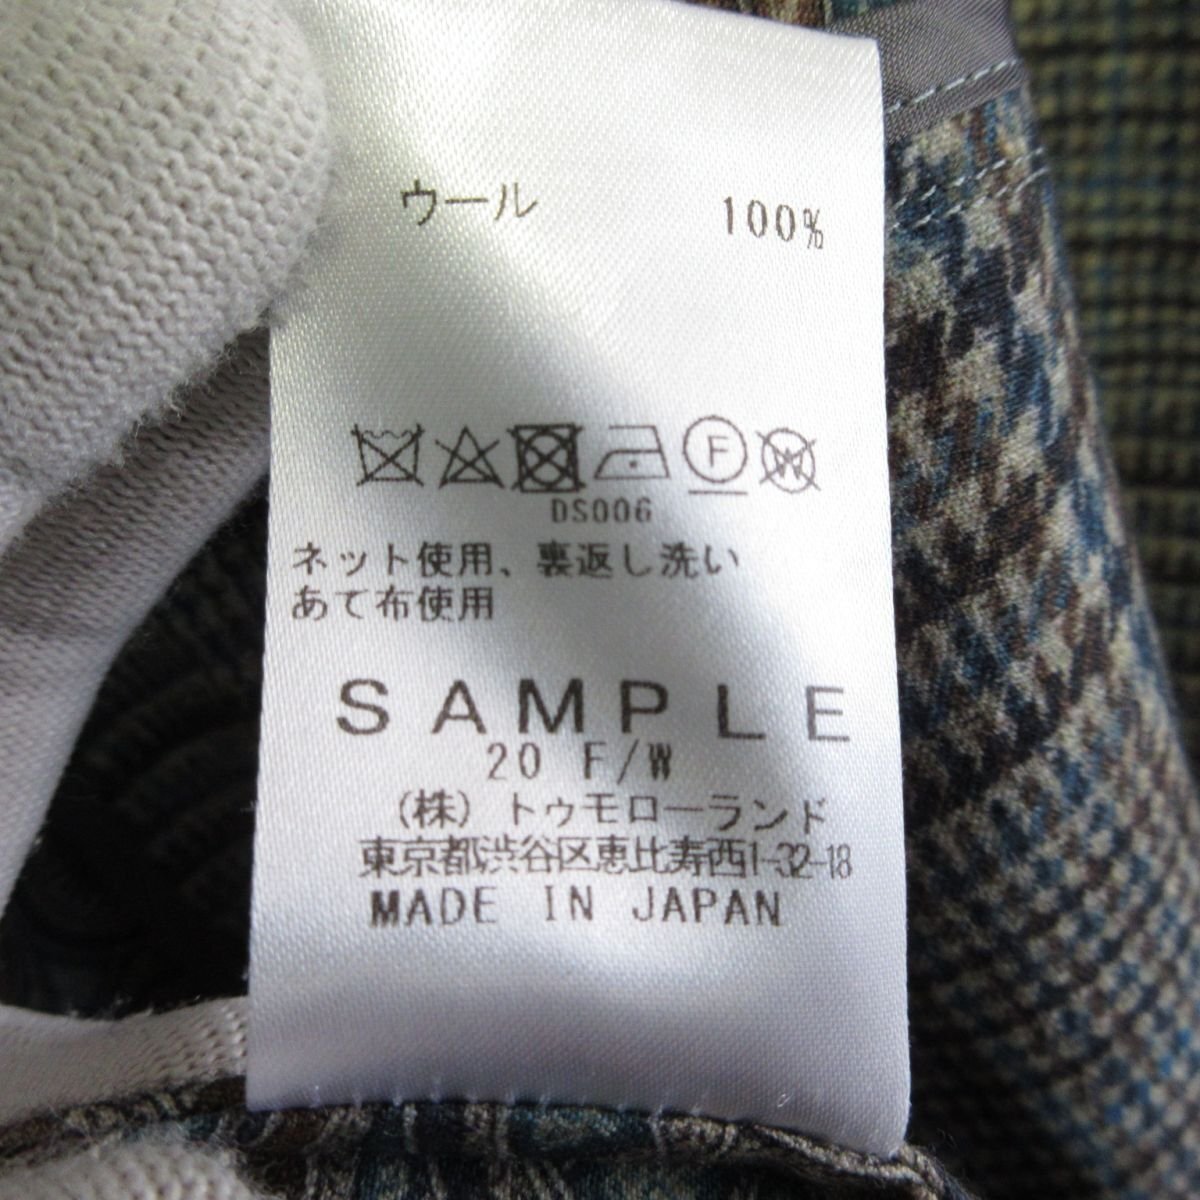 ウール 100%
F W
DS006
ネット使用、裏返し洗い
あて布使用
SAMPLE
20 F/W
(株)トゥモローランド
東京都渋谷区恵比寿西1-32-18
MADE IN JAPAN